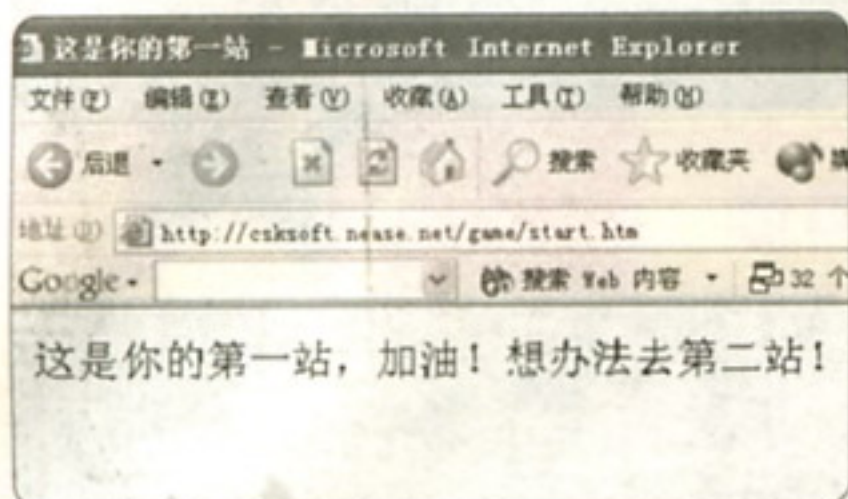 这是你的第一站 - Microsoft Internet Explorer
文件(F) 编辑(E) 查看(V) 收藏(A) 工具(T) 帮助(H)
后退 搜索 收藏夹
地址(D) http://csksoft.nease.net/game/start.htm
Google 搜索 Web 内容 32 个
这是你的第一站，加油！想办法去第二站！